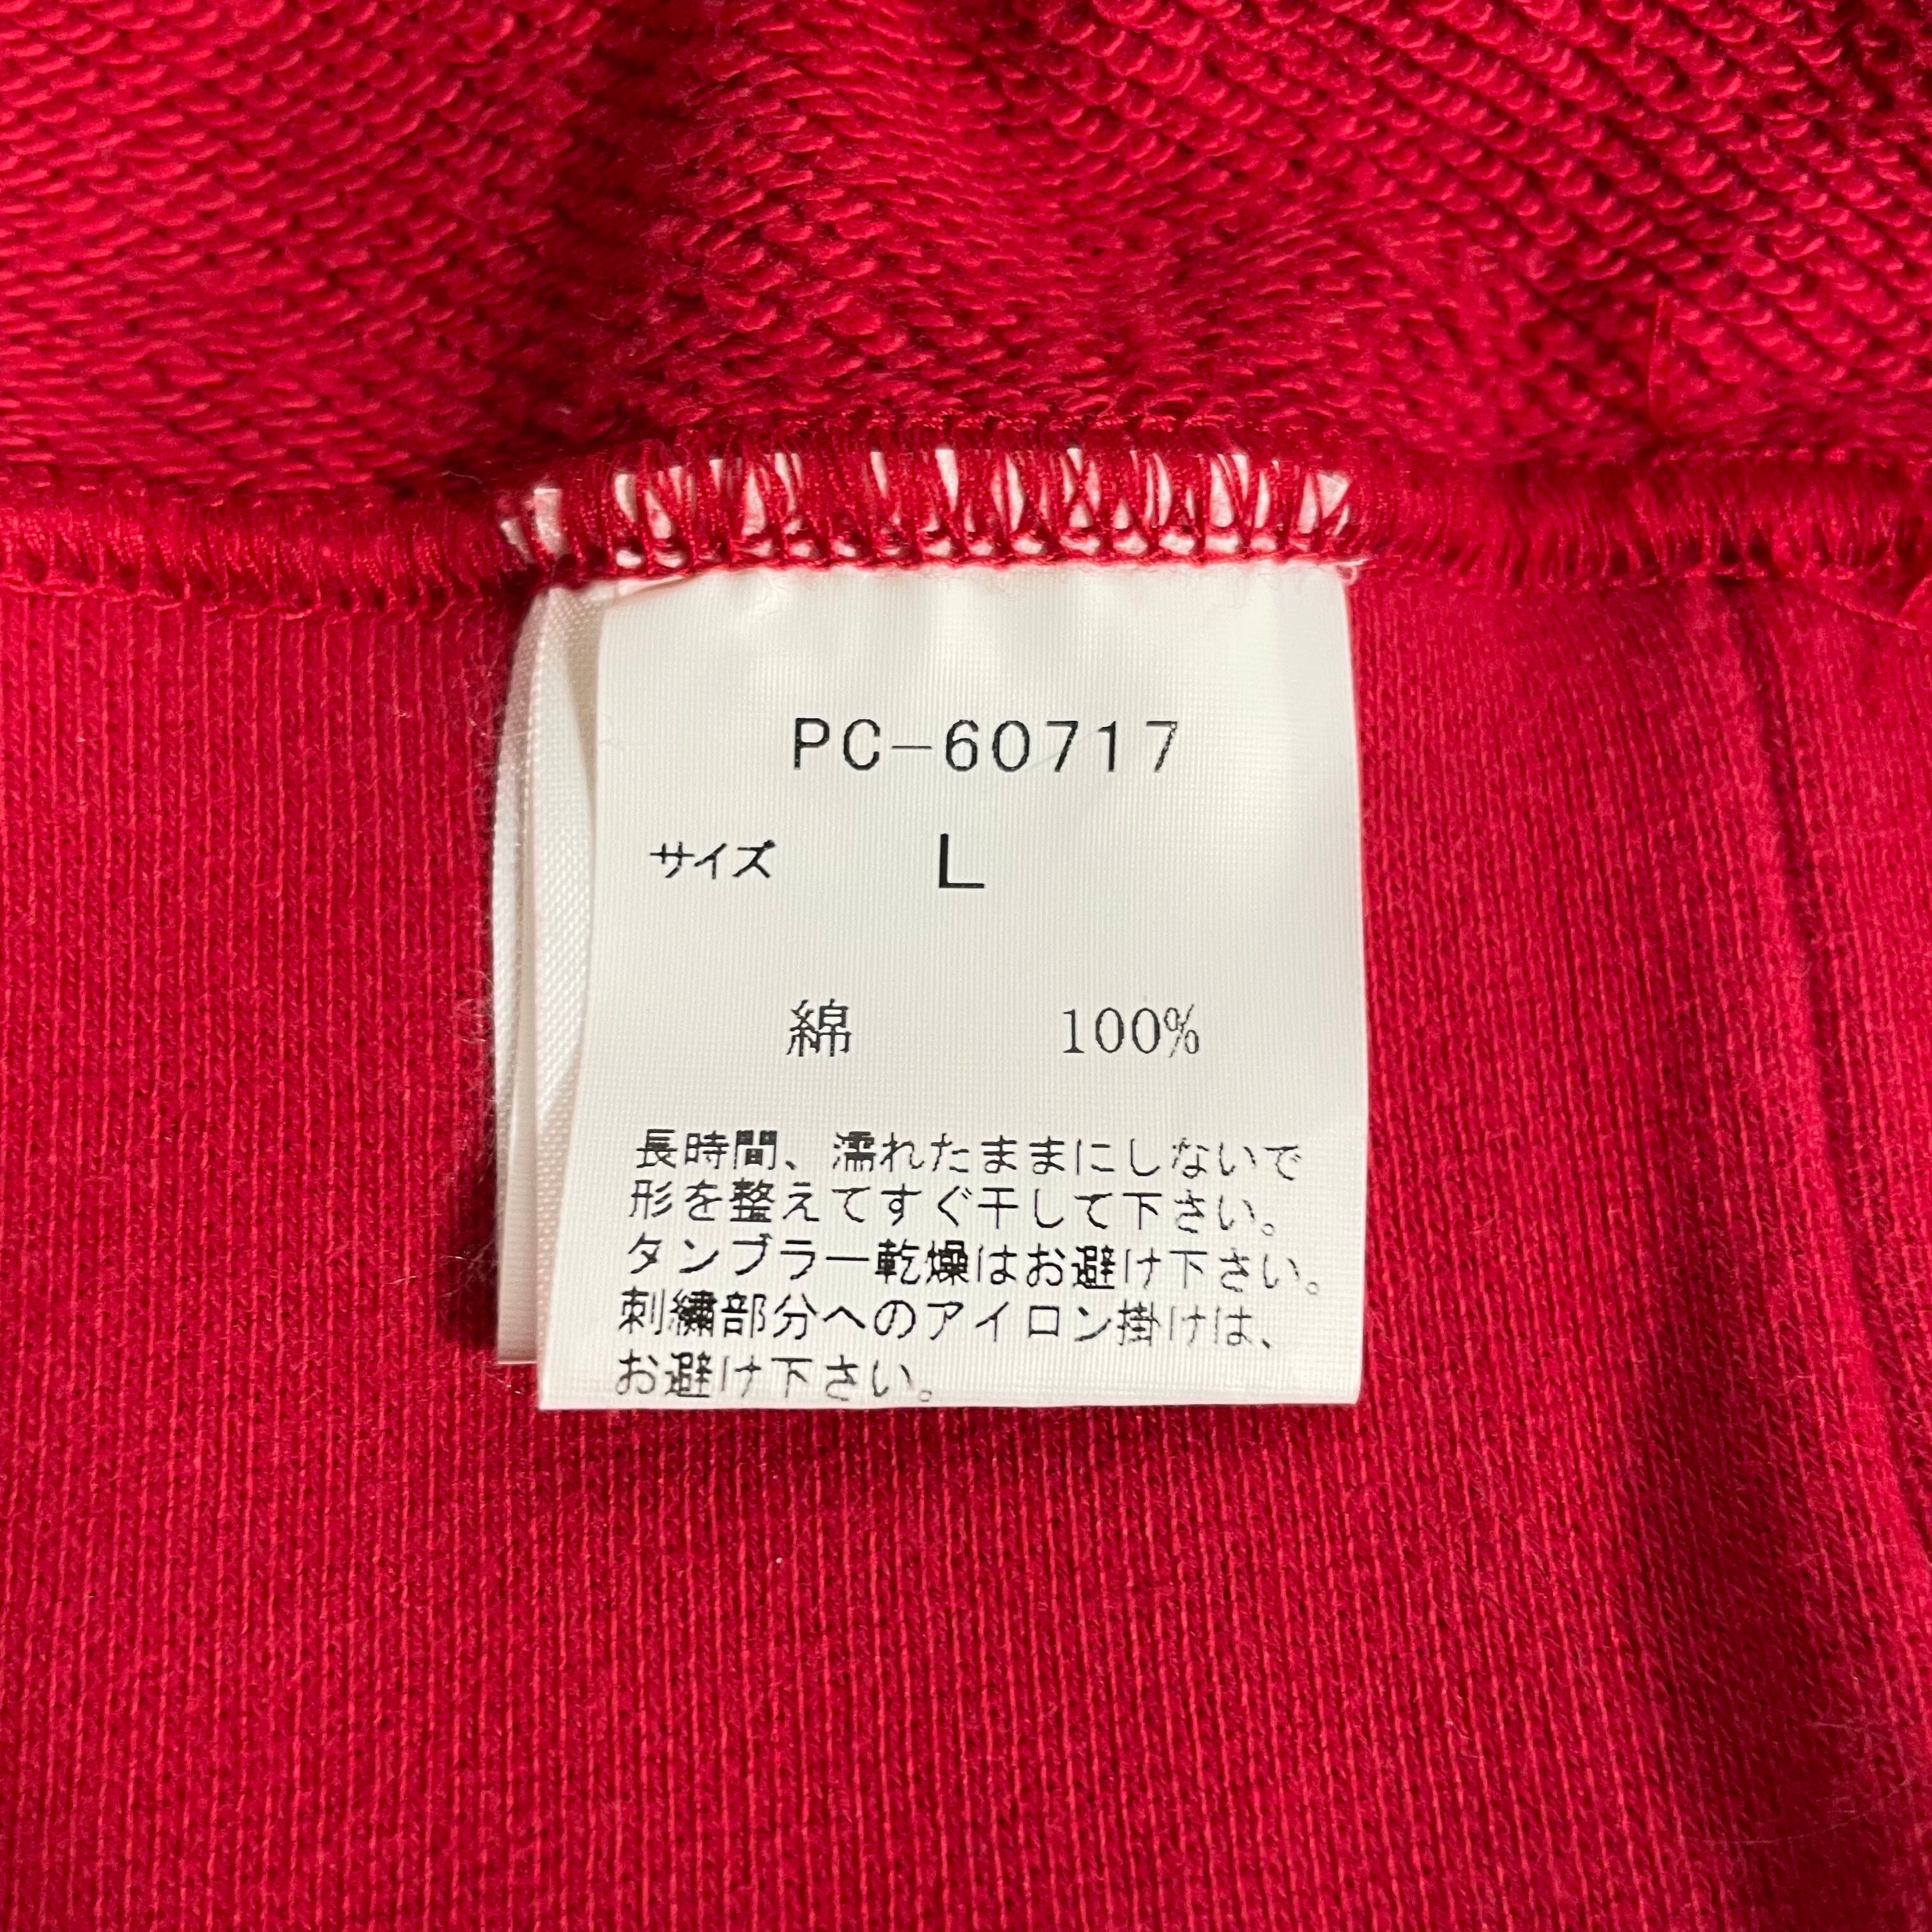 PC-60717
サイズ L
綿 100%
長時間、濡れたままにしないで
形を整えてすぐ干して下さい。
タンブラー乾燥はお避け下さい。
刺繍部分へのアイロン掛けは、
お避け下さい。